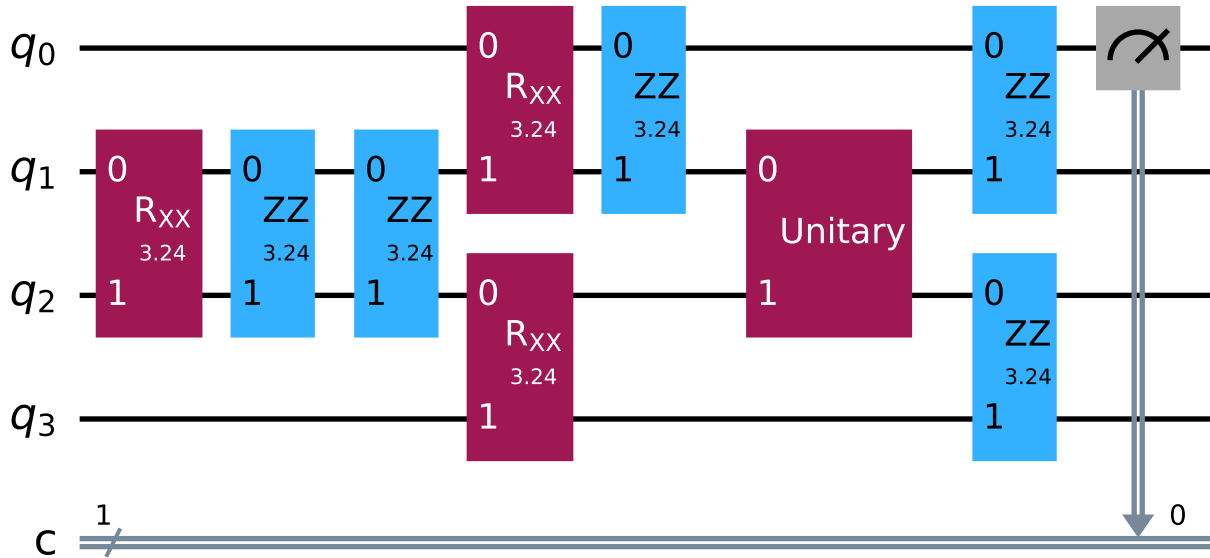 q0 0 0 0
RXX ZZ ZZ
3.24 3.24 3.24
q1 0 0 0 1 1 0 1
RXX ZZ ZZ Unitary
3.24 3.24 3.24
q2 1 1 1 0 1 0
RXX ZZ
3.24 3.24
q3 1 1
1 0
c